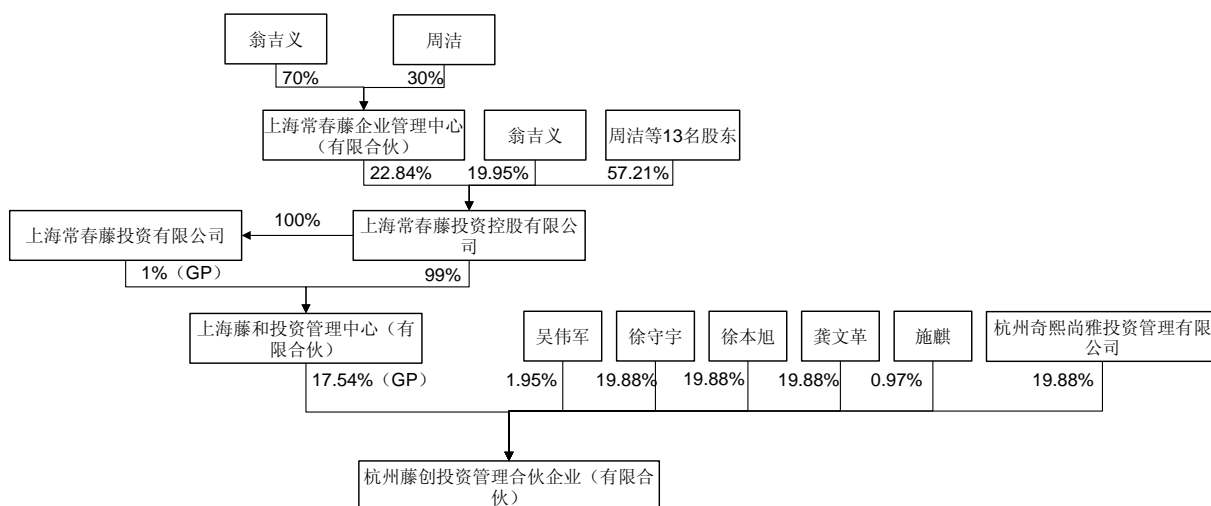 翁吉义
周洁
70%
30%
上海常春藤企业管理中心
（有限合伙）
翁吉义
周洁等13名股东
22.84%
19.95%
57.21%
上海常春藤投资有限公司
100%
上海常春藤投资控股有限公
司
1%（GP）
99%
上海藤和投资管理中心（有
限合伙）
吴伟军
徐守宇
徐本旭
龚文革
施麒
杭州奇熙尚雅投资管理有限
公司
17.54%（GP）
1.95%
19.88%
19.88%
19.88%
0.97%
19.88%
杭州藤创投资管理合伙企业（有限合
伙）